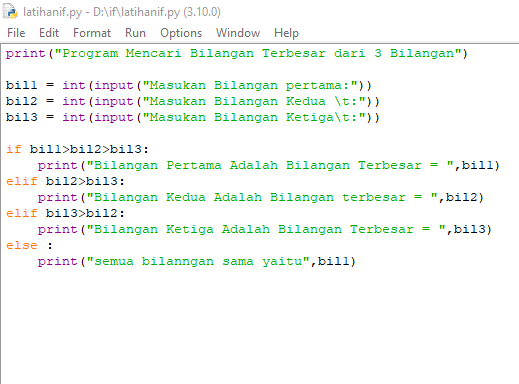 latihanif.py - D:\if\latihanif.py (3.10.0)
File Edit Format Run Options Window Help
print("Program Mencari Bilangan Terbesar dari 3 Bilangan")
bil1 = int(input("Masukan Bilangan pertama:"))
bil2 = int(input("Masukan Bilangan Kedua \t:"))
bil3 = int(input("Masukan Bilangan Ketiga\t:"))
if bil1>bil2>bil3:
    print("Bilangan Pertama Adalah Bilangan Terbesar = ",bil1)
elif bil2>bil3:
    print("Bilangan Kedua Adalah Bilangan terbesar = ",bil2)
elif bil3>bil2:
    print("Bilangan Ketiga Adalah Bilangan Terbesar = ",bil3)
else :
    print("semua bilanngan sama yaitu",bil1)